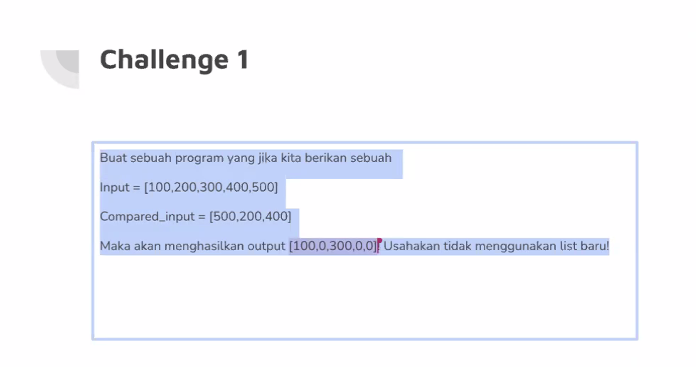 Challenge 1
Buat sebuah program yang jika kita berikan sebuah
Input = [100,200,300,400,500]
Compared_input = [500,200,400]
Maka akan menghasilkan output [100,0,300,0,0]! Usahakan tidak menggunakan list baru!